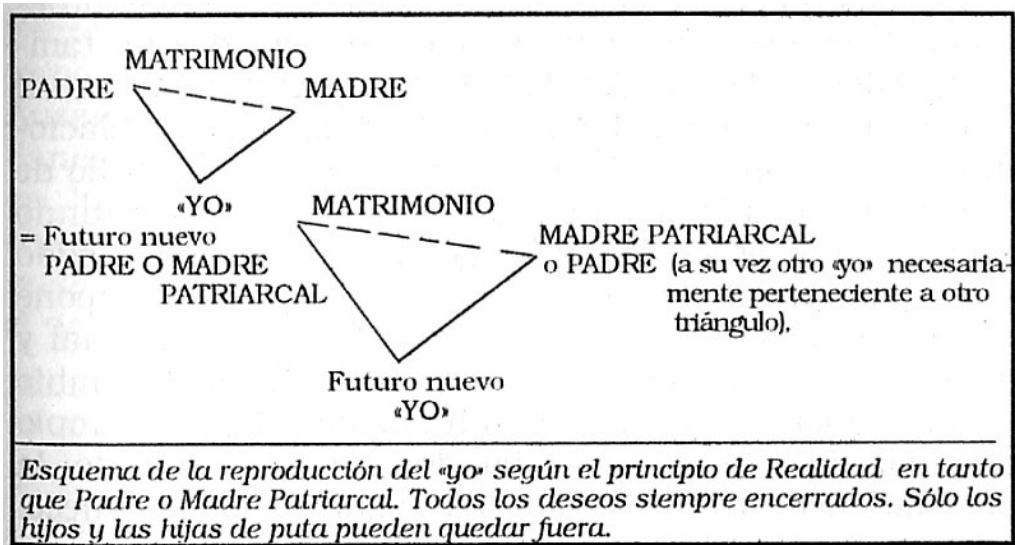 MATRIMONIO
PADRE
MADRE
«YO»
= Futuro nuevo
PADRE O MADRE
PATRIARCAL
MATRIMONIO
MADRE PATRIARCAL
o PADRE (a su vez otro «yo» necesaria-
mente perteneciente a otro
triángulo).
Futuro nuevo
«YO»
Esquema de la reproducción del «yo» según el principio de Realidad en tanto
que Padre o Madre Patriarcal. Todos los deseos siempre encerrados. Sólo los
hijos y las hijas de puta pueden quedar fuera.